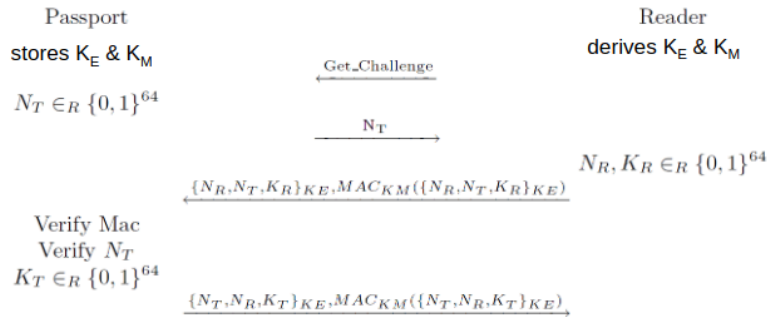 Passport
Reader
stores K_E & K_M
derives K_E & K_M
Get_Challenge
N_T ∈_R {0,1}^64
N_T
N_R, K_R ∈_R {0,1}^64
{N_R,N_T,K_R}_KE,MAC_KM({N_R,N_T,K_R}_KE)
Verify Mac
Verify N_T
K_T ∈_R {0,1}^64
{N_T,N_R,K_T}_KE,MAC_KM({N_T,N_R,K_T}_KE)